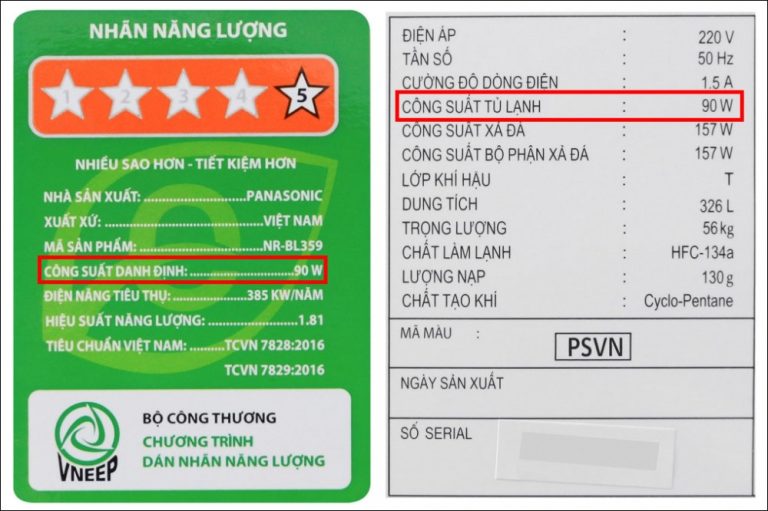 NHÃN NĂNG LƯỢNG
1 2 3 4 5
NHIỀU SAO HƠN - TIẾT KIỆM HƠN
NHÀ SẢN XUẤT: ........................PANASONIC
XUẤT XỨ: ..................................VIỆT NAM
MÃ SẢN PHẨM: ..........................NR-BL359
CÔNG SUẤT DANH ĐỊNH: ........................90 W
ĐIỆN NĂNG TIÊU THỤ: ................385 KW/NĂM
HIỆU SUẤT NĂNG LƯỢNG: ......................1.81
TIÊU CHUẨN VIỆT NAM: .........TCVN 7828:2016
TCVN 7829:2016
VNEEP
BỘ CÔNG THƯƠNG
CHƯƠNG TRÌNH
DÁN NHÃN NĂNG LƯỢNG
ĐIỆN ÁP : 220 V
TẦN SỐ : 50 Hz
CƯỜNG ĐỘ DÒNG ĐIỆN : 1.5 A
CÔNG SUẤT TỦ LẠNH : 90 W
CÔNG SUẤT XẢ ĐÁ : 157 W
CÔNG SUẤT BỘ PHẬN XẢ ĐÁ : 157 W
LỚP KHÍ HẬU : T
DUNG TÍCH : 326 L
TRỌNG LƯỢNG : 56 kg
CHẤT LÀM LẠNH : HFC-134a
LƯỢNG NẠP : 130 g
CHẤT TẠO KHÍ : Cyclo-Pentane
MÃ MÀU :
PSVN
NGÀY SẢN XUẤT
SỐ SERIAL